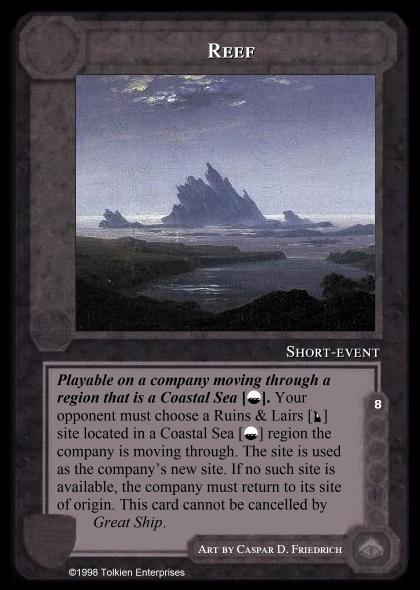 REEF
SHORT-EVENT
Playable on a company moving through a
region that is a Coastal Sea [ ]. Your
opponent must choose a Ruins & Lairs [ ]
site located in a Coastal Sea [ ] region the
company is moving through. The site is used
as the company's new site. If no such site is
available, the company must return to its site
of origin. This card cannot be cancelled by
Great Ship.
8
ART BY CASPAR D. FRIEDRICH
©1998 Tolkien Enterprises